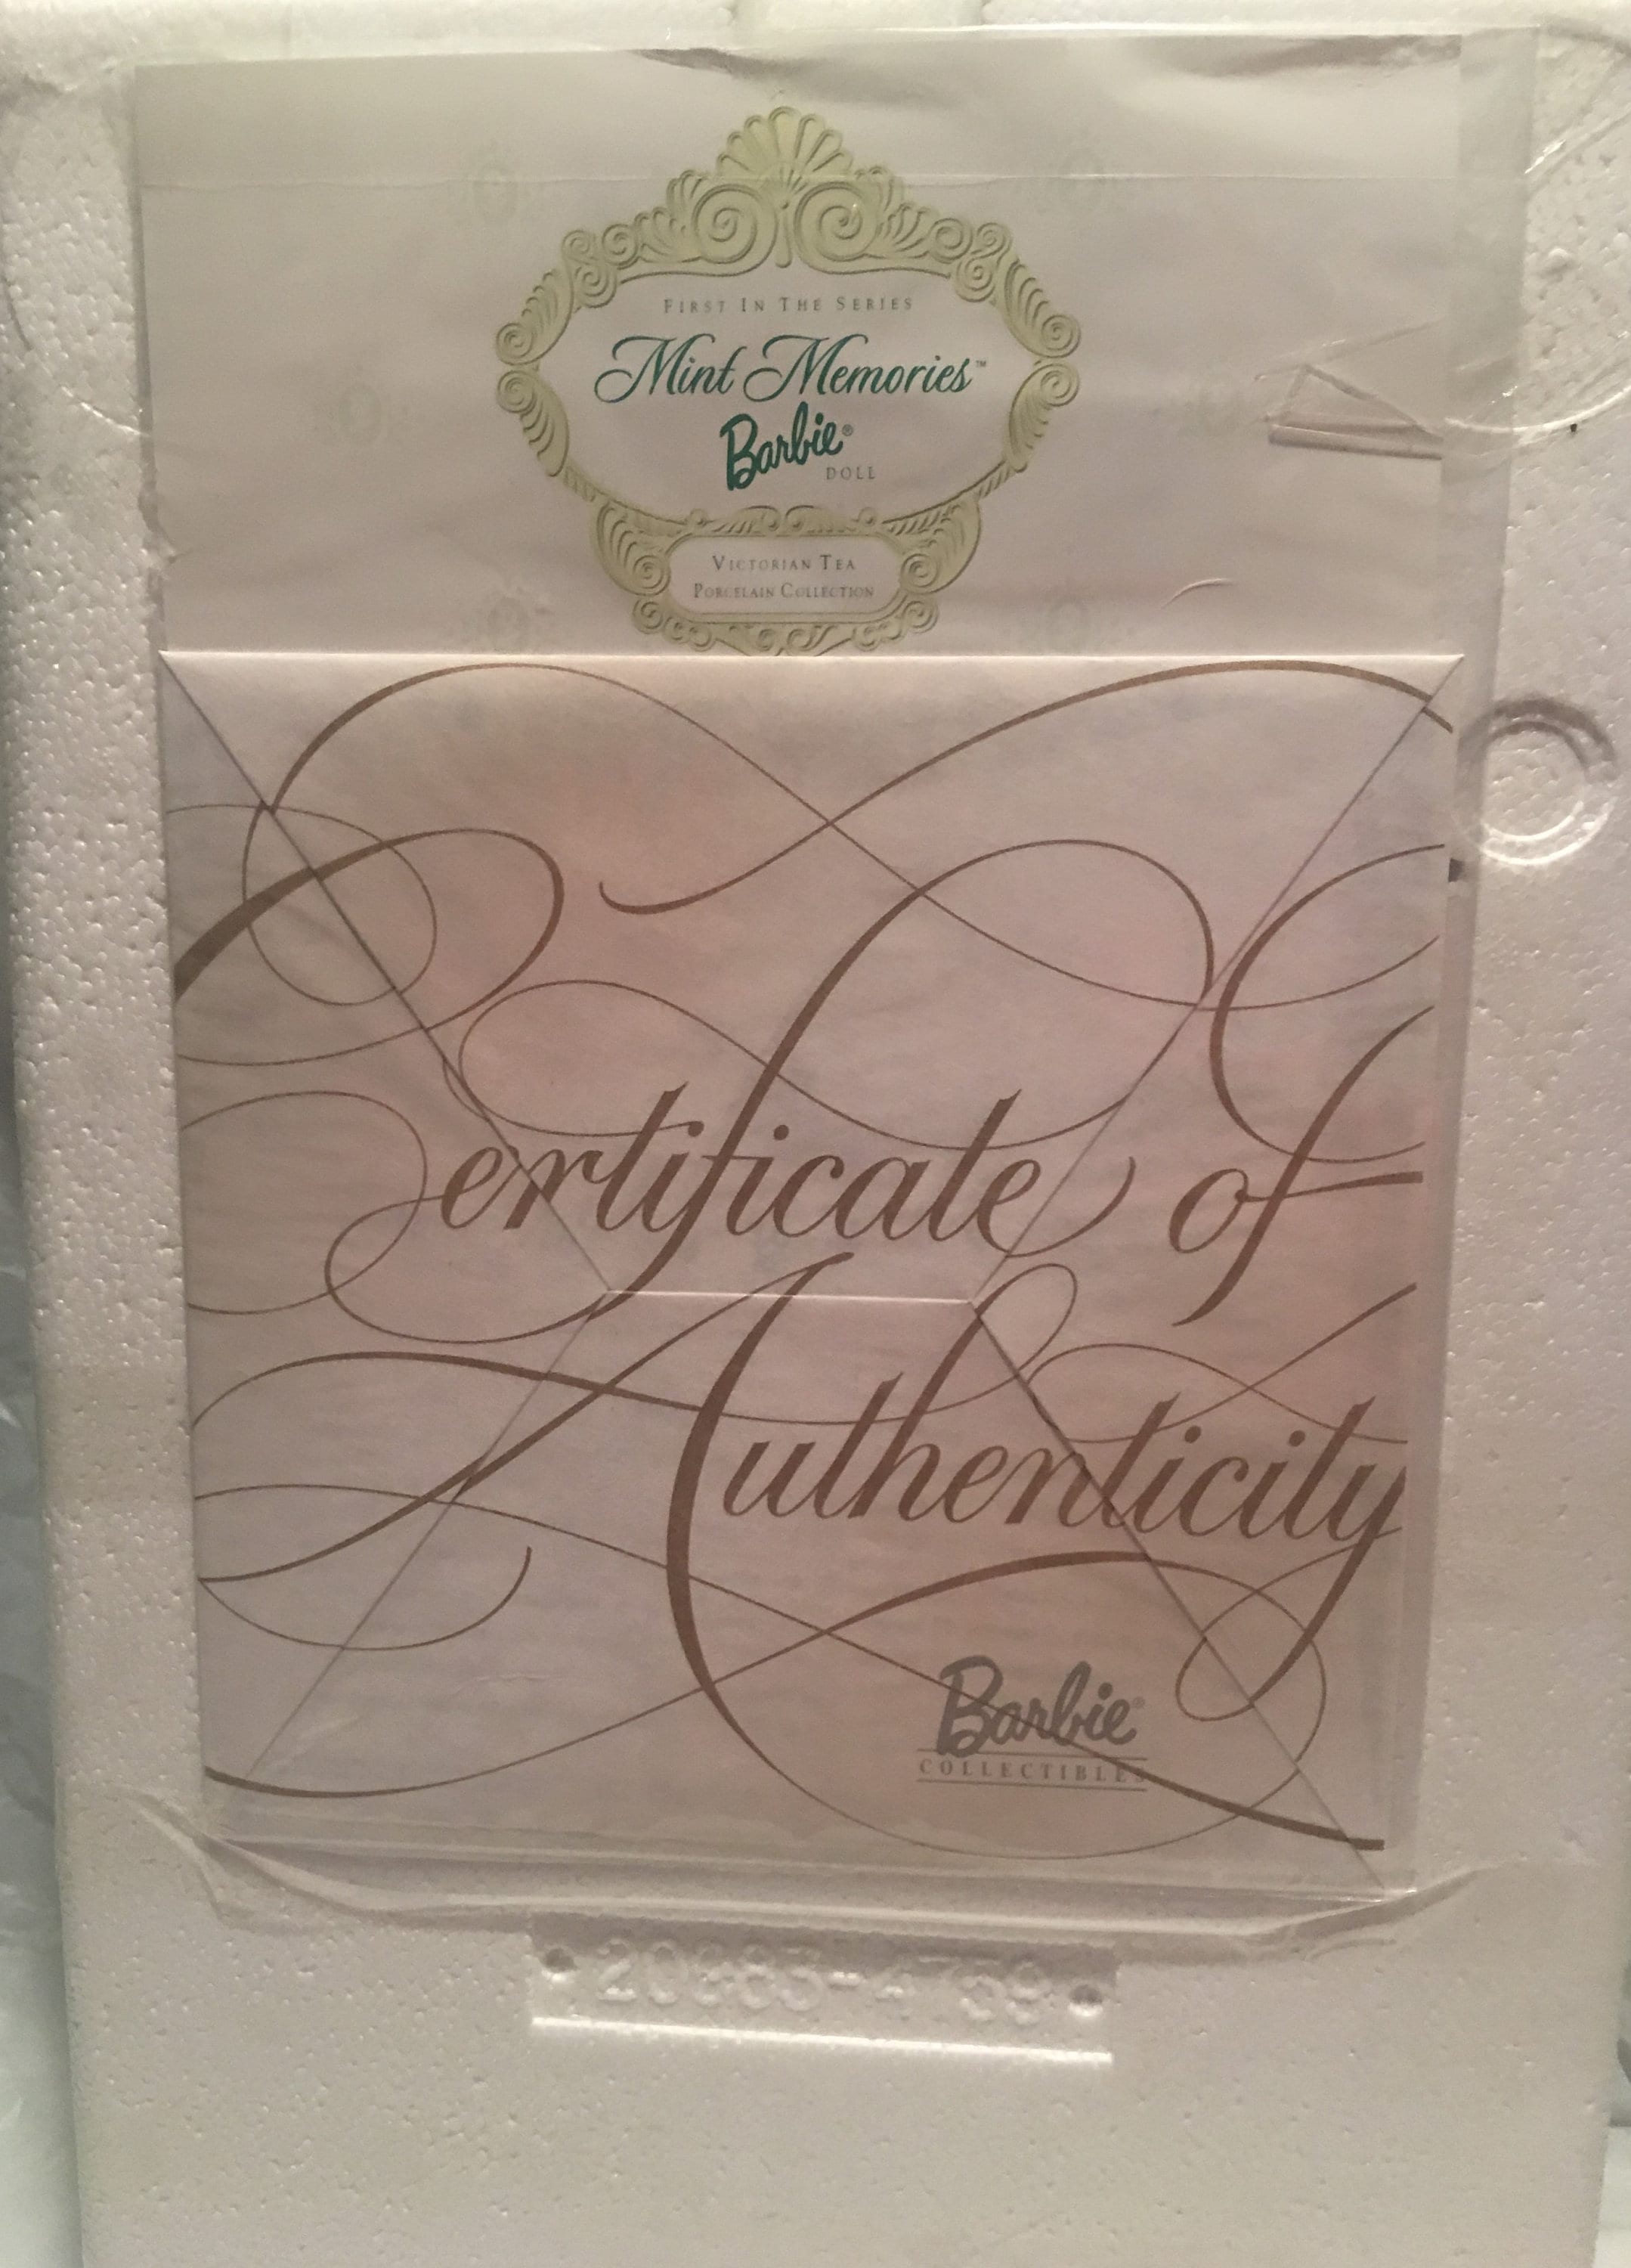 FIRST IN THE SERIES
Mint Memories™
Barbie®
DOLL
VICTORIAN TEA
PORCELAIN COLLECTION
Certificate of
Authenticity
Barbie®
COLLECTIBLES